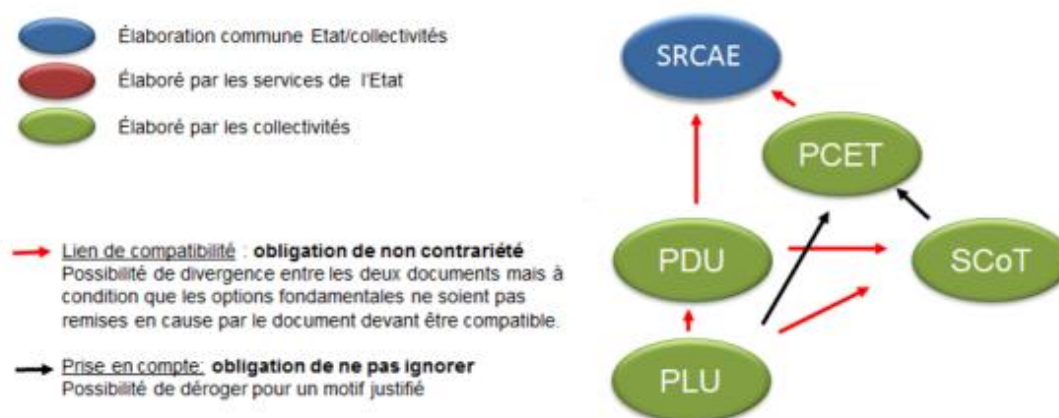 Élaboration commune Etat/collectivités
Élaboré par les services de l'Etat
Élaboré par les collectivités
Lien de compatibilité : obligation de non contrariété
Possibilité de divergence entre les deux documents mais à
condition que les options fondamentales ne soient pas
remises en cause par le document devant être compatible.
Prise en compte: obligation de ne pas ignorer
Possibilité de déroger pour un motif justifié
SRCAE
PCET
PDU
SCoT
PLU